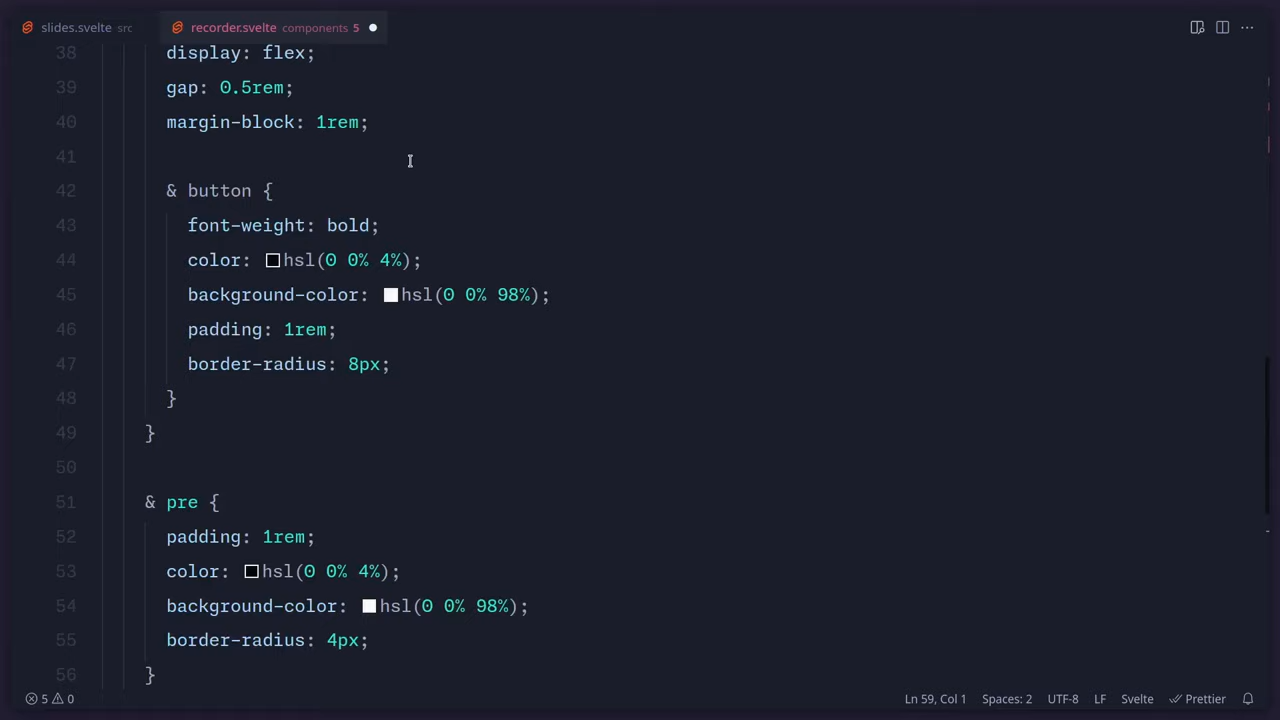 slides.svelte src recorder.svelte components 5
38 display: flex;
39 gap: 0.5rem;
40 margin-block: 1rem;
41
42 & button {
43 font-weight: bold;
44 color: hsl(0 0% 4%);
45 background-color: hsl(0 0% 98%);
46 padding: 1rem;
47 border-radius: 8px;
48 }
49 }
50
51 & pre {
52 padding: 1rem;
53 color: hsl(0 0% 4%);
54 background-color: hsl(0 0% 98%);
55 border-radius: 4px;
56 }
5 0 Ln 59, Col 1 Spaces: 2 UTF-8 LF Svelte Prettier